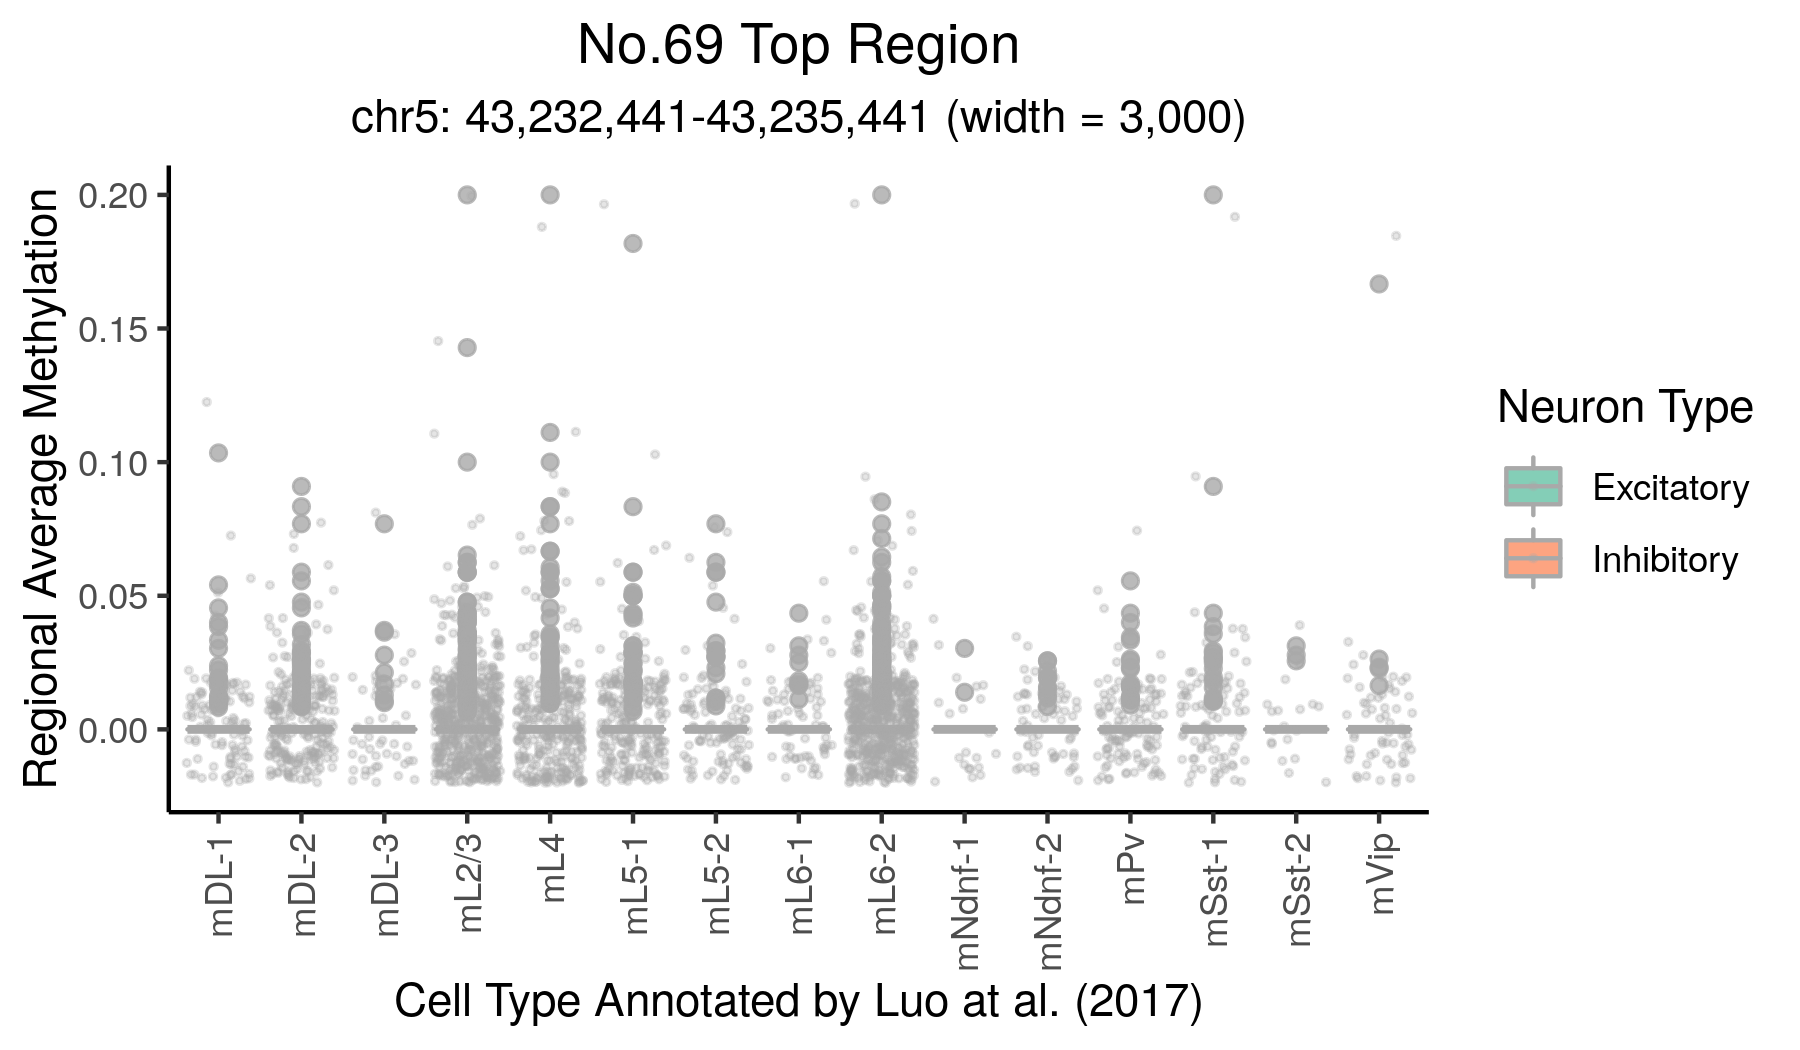 No.69 Top Region
chr5: 43,232,441-43,235,441 (width = 3,000)
Regional Average Methylation
0.20
0.15
0.10
0.05
0.00
mDL-1
mDL-2
mDL-3
mL2/3
mL4
mL5-1
mL5-2
mL6-1
mL6-2
mNdnf-1
mNdnf-2
mPv
mSst-1
mSst-2
mVip
Cell Type Annotated by Luo at al. (2017)
Neuron Type
Excitatory
Inhibitory